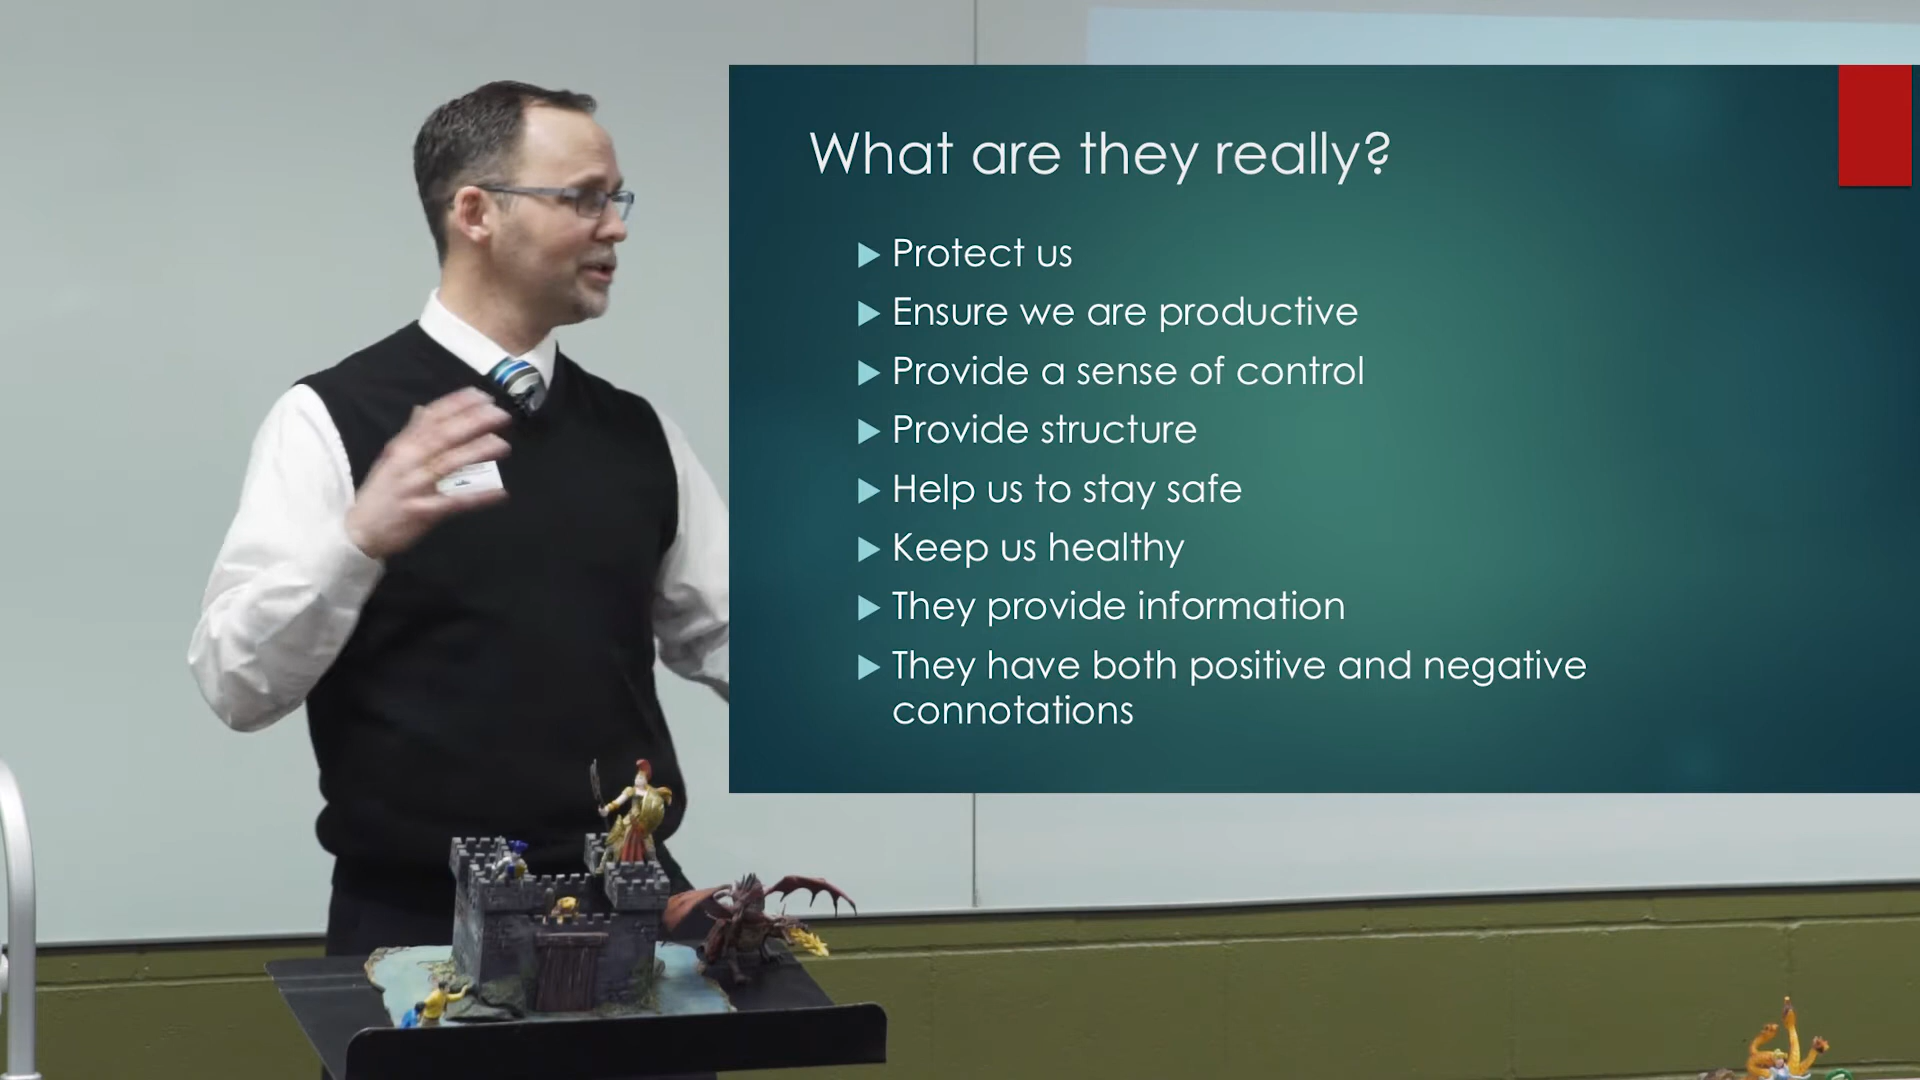 What are they really?
Protect us
Ensure we are productive
Provide a sense of control
Provide structure
Help us to stay safe
Keep us healthy
They provide information
They have both positive and negative
connotations